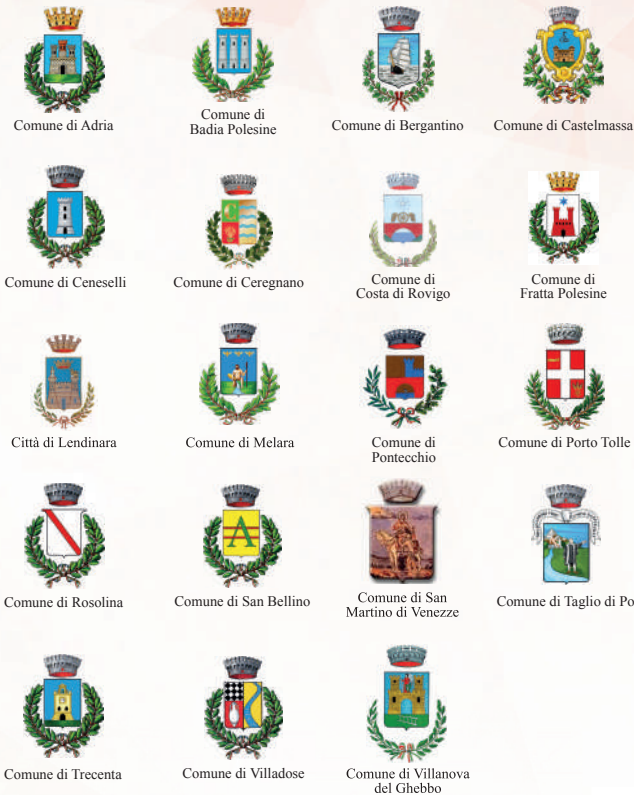 Comune di Adria
Comune di
Badia Polesine
Comune di Bergantino
Comune di Castelmassa
Comune di Ceneselli
Comune di Ceregnano
Comune di
Costa di Rovigo
Comune di
Fratta Polesine
Città di Lendinara
Comune di Melara
Comune di
Pontecchio
Comune di Porto Tolle
Comune di Rosolina
Comune di San Bellino
Comune di San
Martino di Venezze
Comune di Taglio di Po
Comune di Trecenta
Comune di Villadose
Comune di Villanova
del Ghebbo